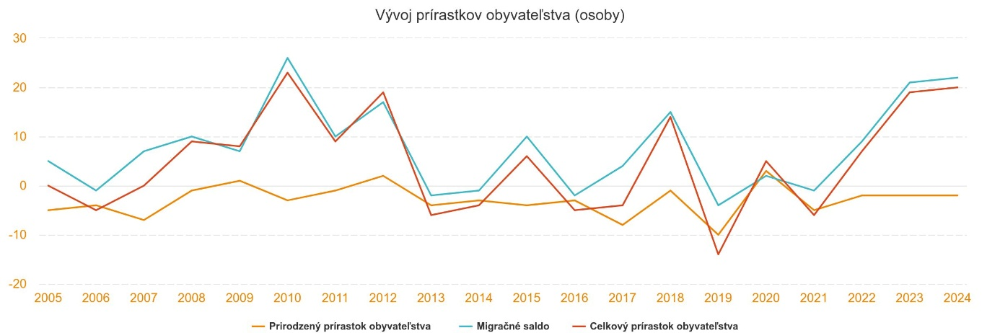 Vývoj prírastkov obyvateľstva (osoby)
30
20
10
0
-10
-20
2005 2006 2007 2008 2009 2010 2011 2012 2013 2014 2015 2016 2017 2018 2019 2020 2021 2022 2023 2024
Prirodzený prírastok obyvateľstva Migračné saldo Celkový prírastok obyvateľstva